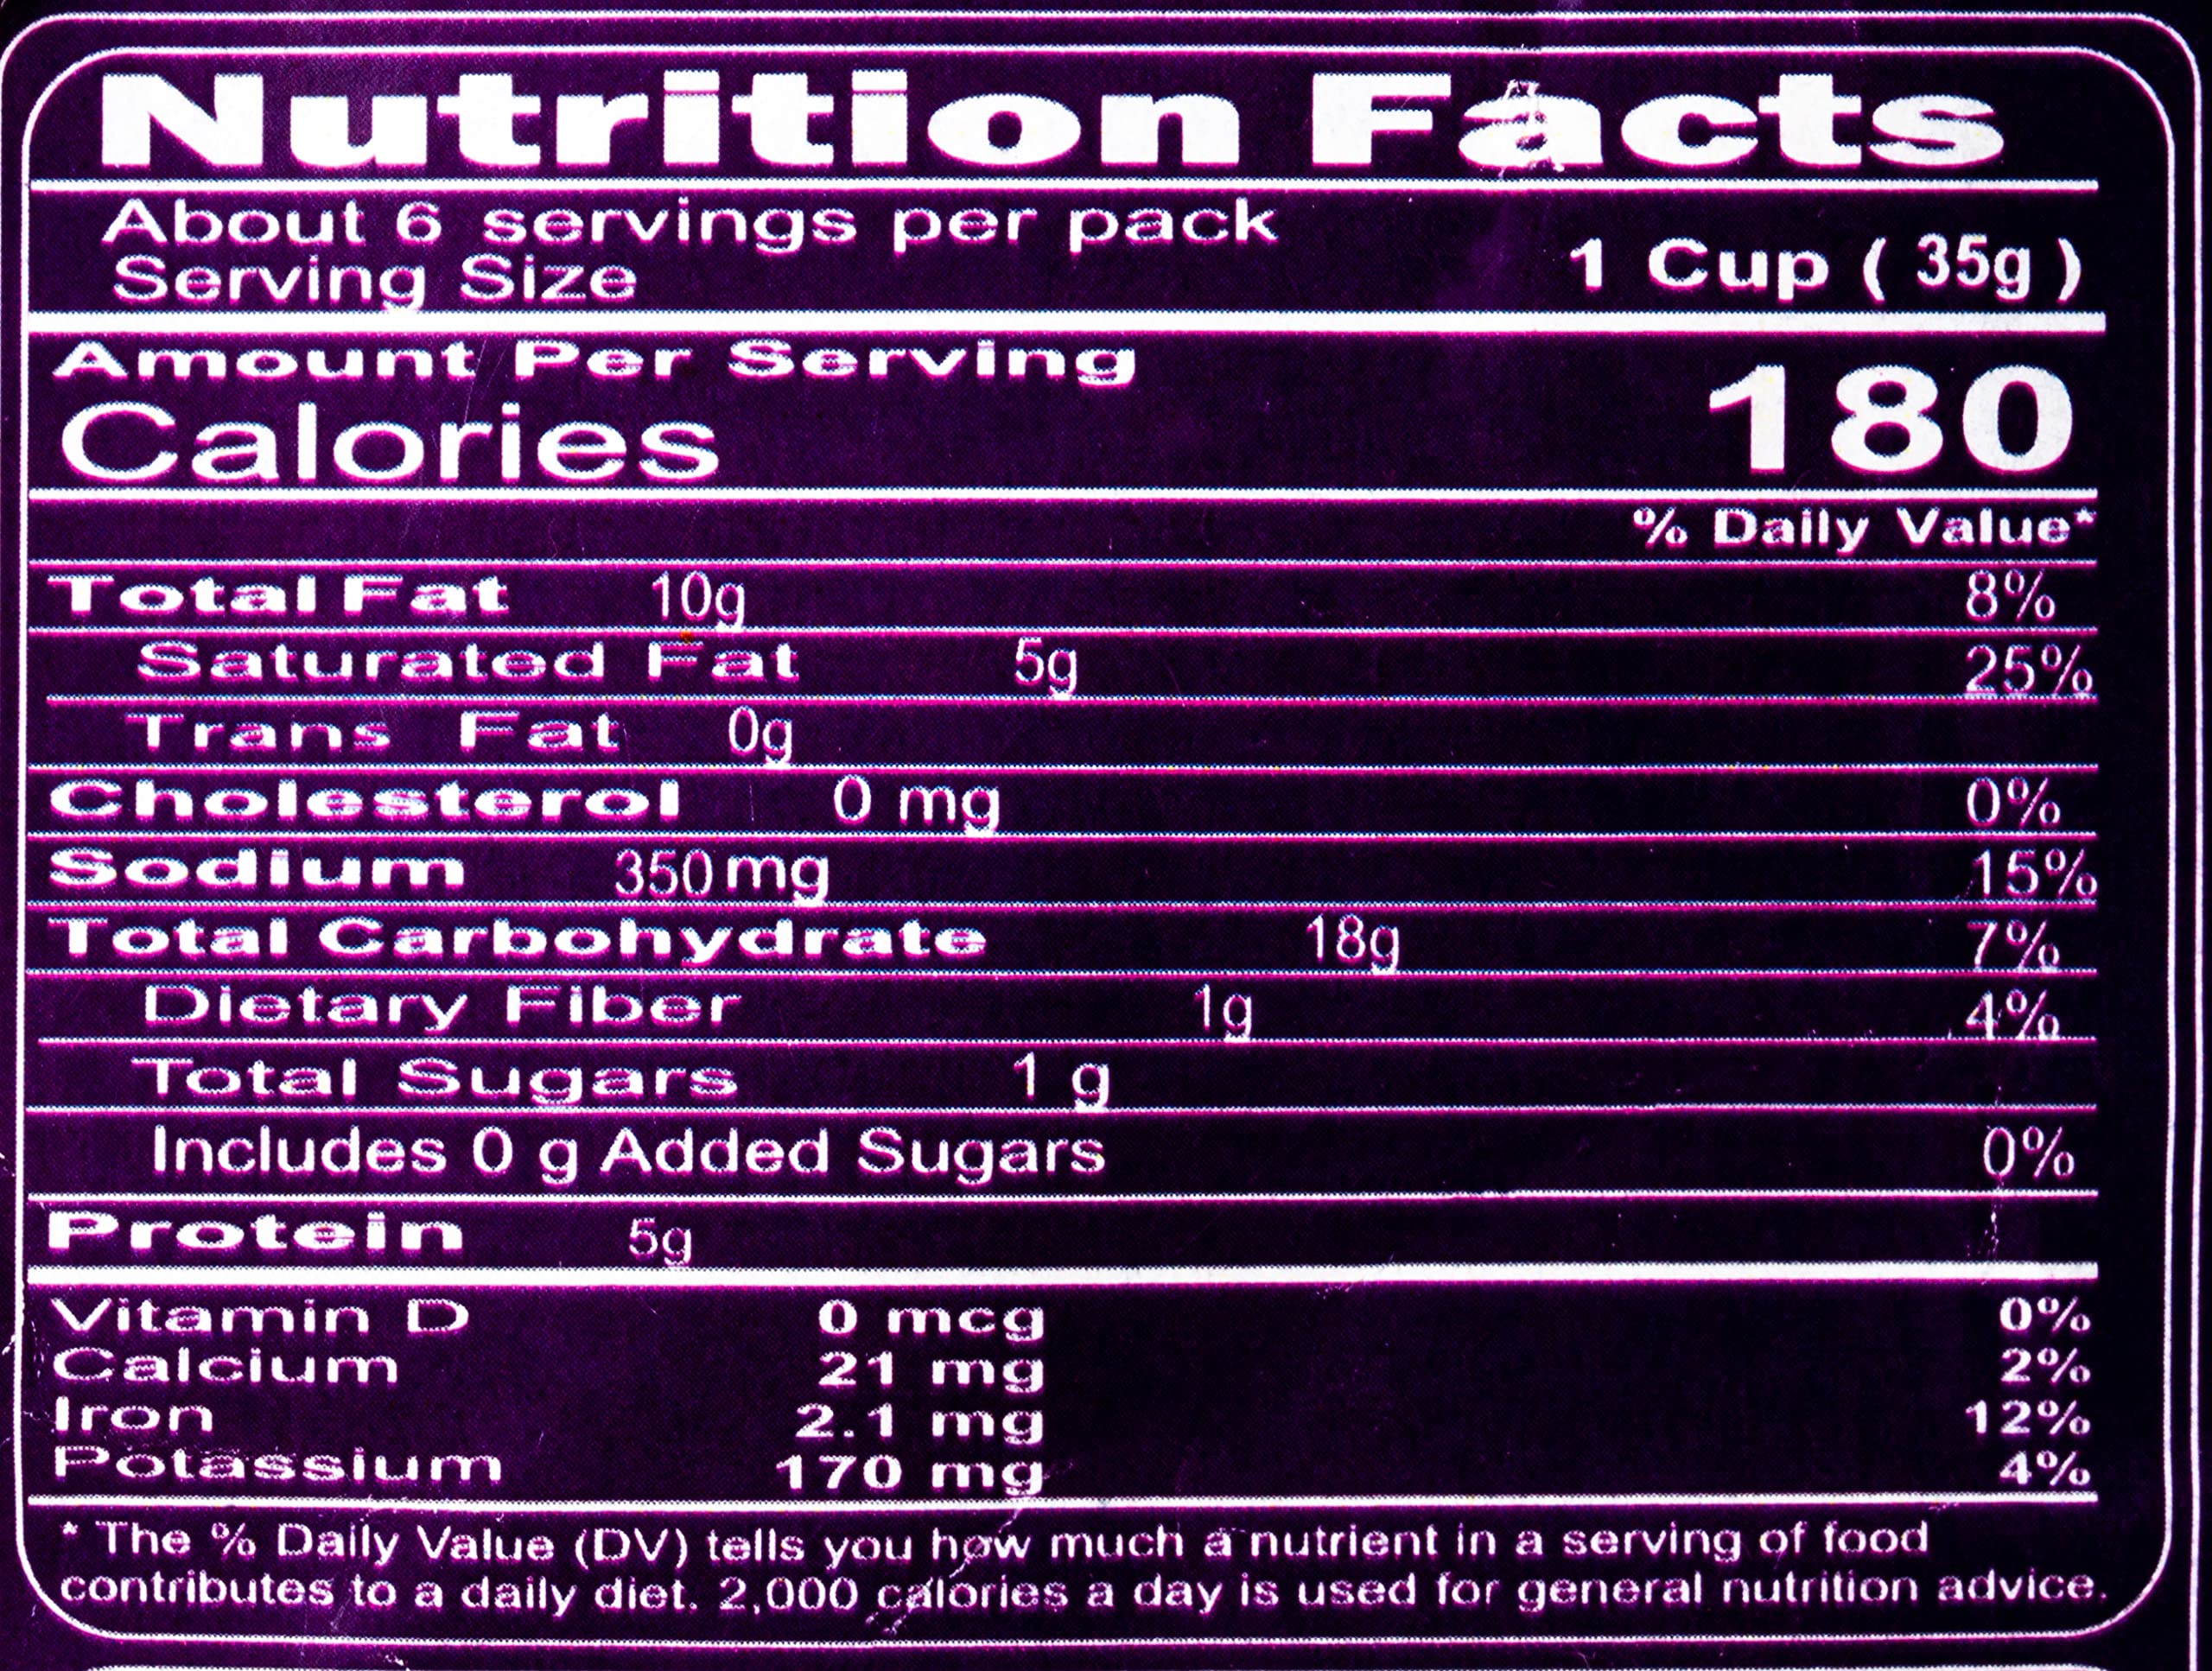 Nutrition Facts
About 6 servings per pack
Serving Size 1 Cup ( 35g )
Amount Per Serving
Calories 180
% Daily Value*
Total Fat 10g 8%
Saturated Fat 5g 25%
Trans Fat 0g
Cholesterol 0 mg 0%
Sodium 350mg 15%
Total Carbohydrate 18g 7%
Dietary Fiber 1g 4%
Total Sugars 1 g
Includes 0 g Added Sugars 0%
Protein 5g
Vitamin D 0 mcg 0%
Calcium 21 mg 2%
Iron 2.1 mg 12%
Potassium 170 mg 4%
* The % Daily Value (DV) tells you how much a nutrient in a serving of food
contributes to a daily diet. 2,000 calories a day is used for general nutrition advice.